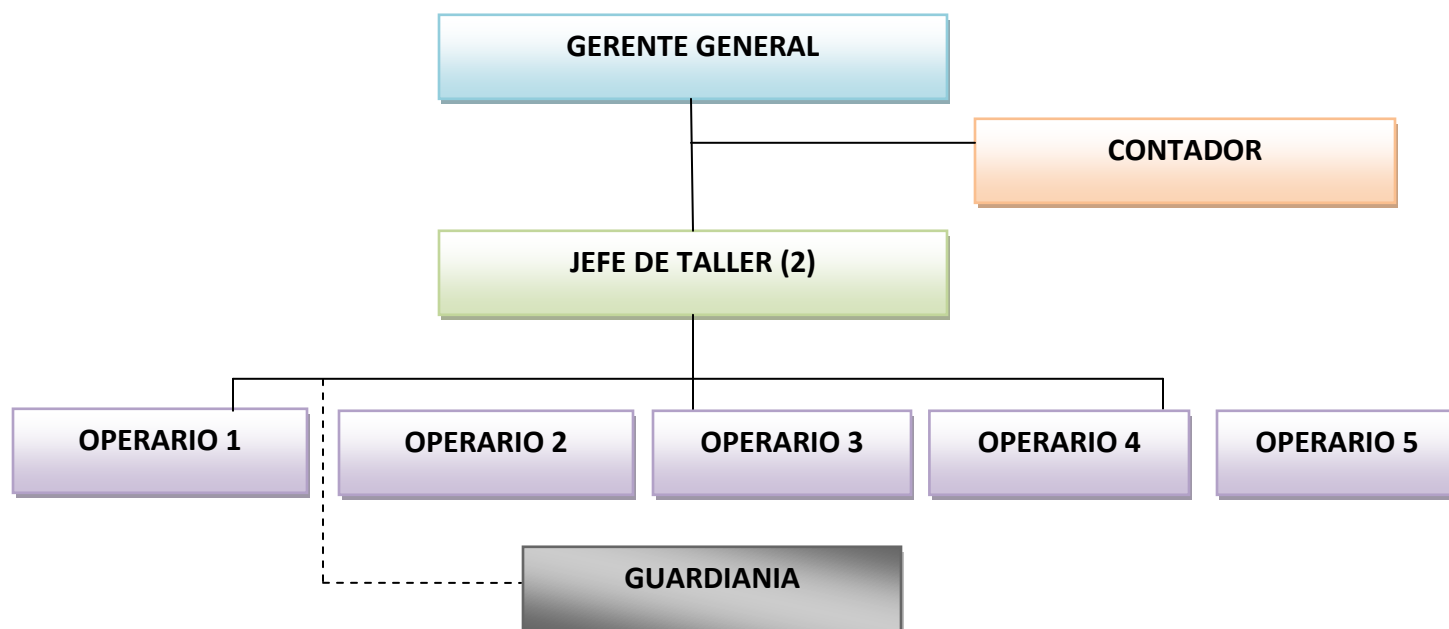 GERENTE GENERAL
CONTADOR
JEFE DE TALLER (2)
OPERARIO 1
OPERARIO 2
OPERARIO 3
OPERARIO 4
OPERARIO 5
GUARDIANIA